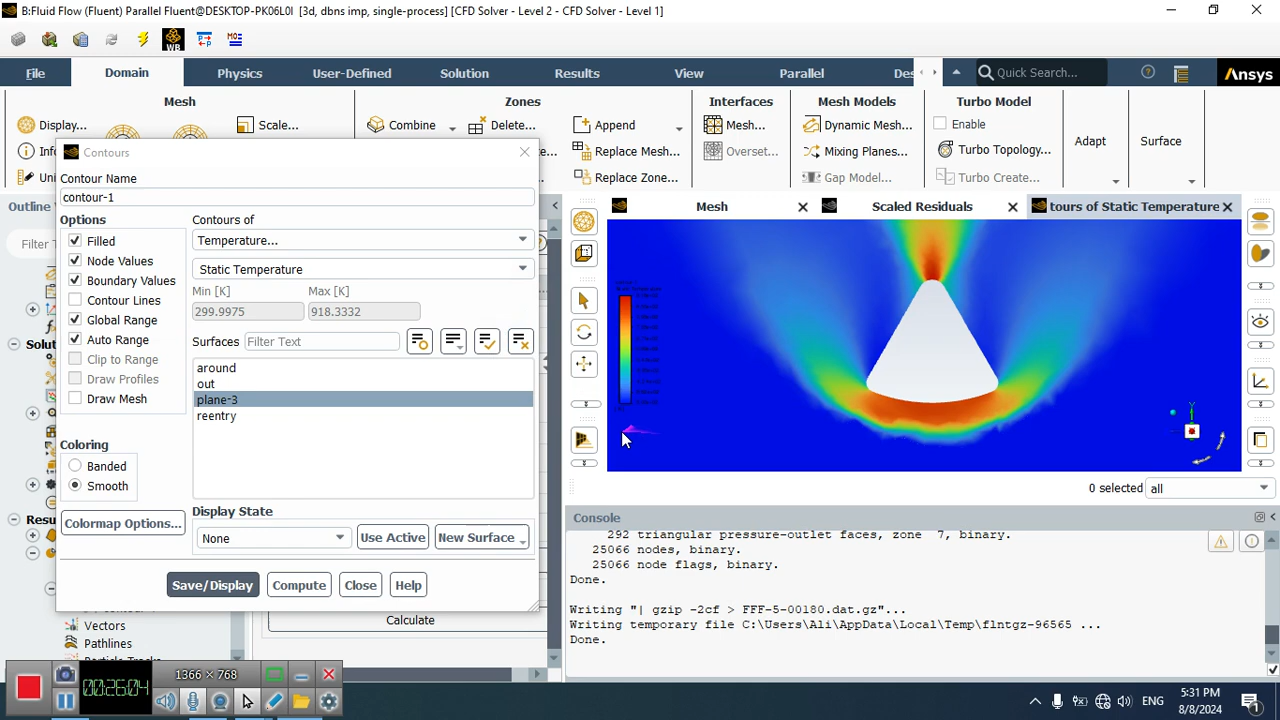 B:Fluid Flow (Fluent) Parallel Fluent@DESKTOP-PK06L0I [3d, dbns imp, single-proces] [CFD Solver - Level 2 - CFD Solver - Level 1]
WB
File Domain Physics User-Defined Solution Results View Parallel Quick Search... Ansys
Mesh Zones Interfaces Mesh Models Turbo Model
Display... Scale... Combine Delete... Append Mesh... Dynamic Mesh... Enable
Adapt Surface
Replace Mesh... Overset... Mixing Planes... Turbo Topology...
Replace Zone... Gap Model... Turbo Create...
Contours
Contour Name
contour-1
Options
Filled
Node Values
Boundary Values
Contour Lines
Global Range
Auto Range
Clip to Range
Draw Profiles
Draw Mesh
Coloring
Banded
Smooth
Colormap Options...
Contours of
Temperature...
Static Temperature
Min [K] Max [K]
299.9975 918.3332
Surfaces Filter Text
around
out
plane-3
reentry
Display State
None Use Active New Surface
Save/Display Compute Close Help
Vectors
Pathlines
Calculate
Mesh Scaled Residuals tours of Static Temperature
0 selected all
Console
292 triangular pressure-outlet faces, zone 7, binary.
25066 nodes, binary.
25066 node flags, binary.
Done.
Writing "| gzip -2cf > FFF-5-00180.dat.gz"...
Writing temporary file C:\Users\Ali\AppData\Local\Temp\flntgz-96565 ...
Done.
1366 × 768
00:26:04
ENG
5:31 PM
8/8/2024